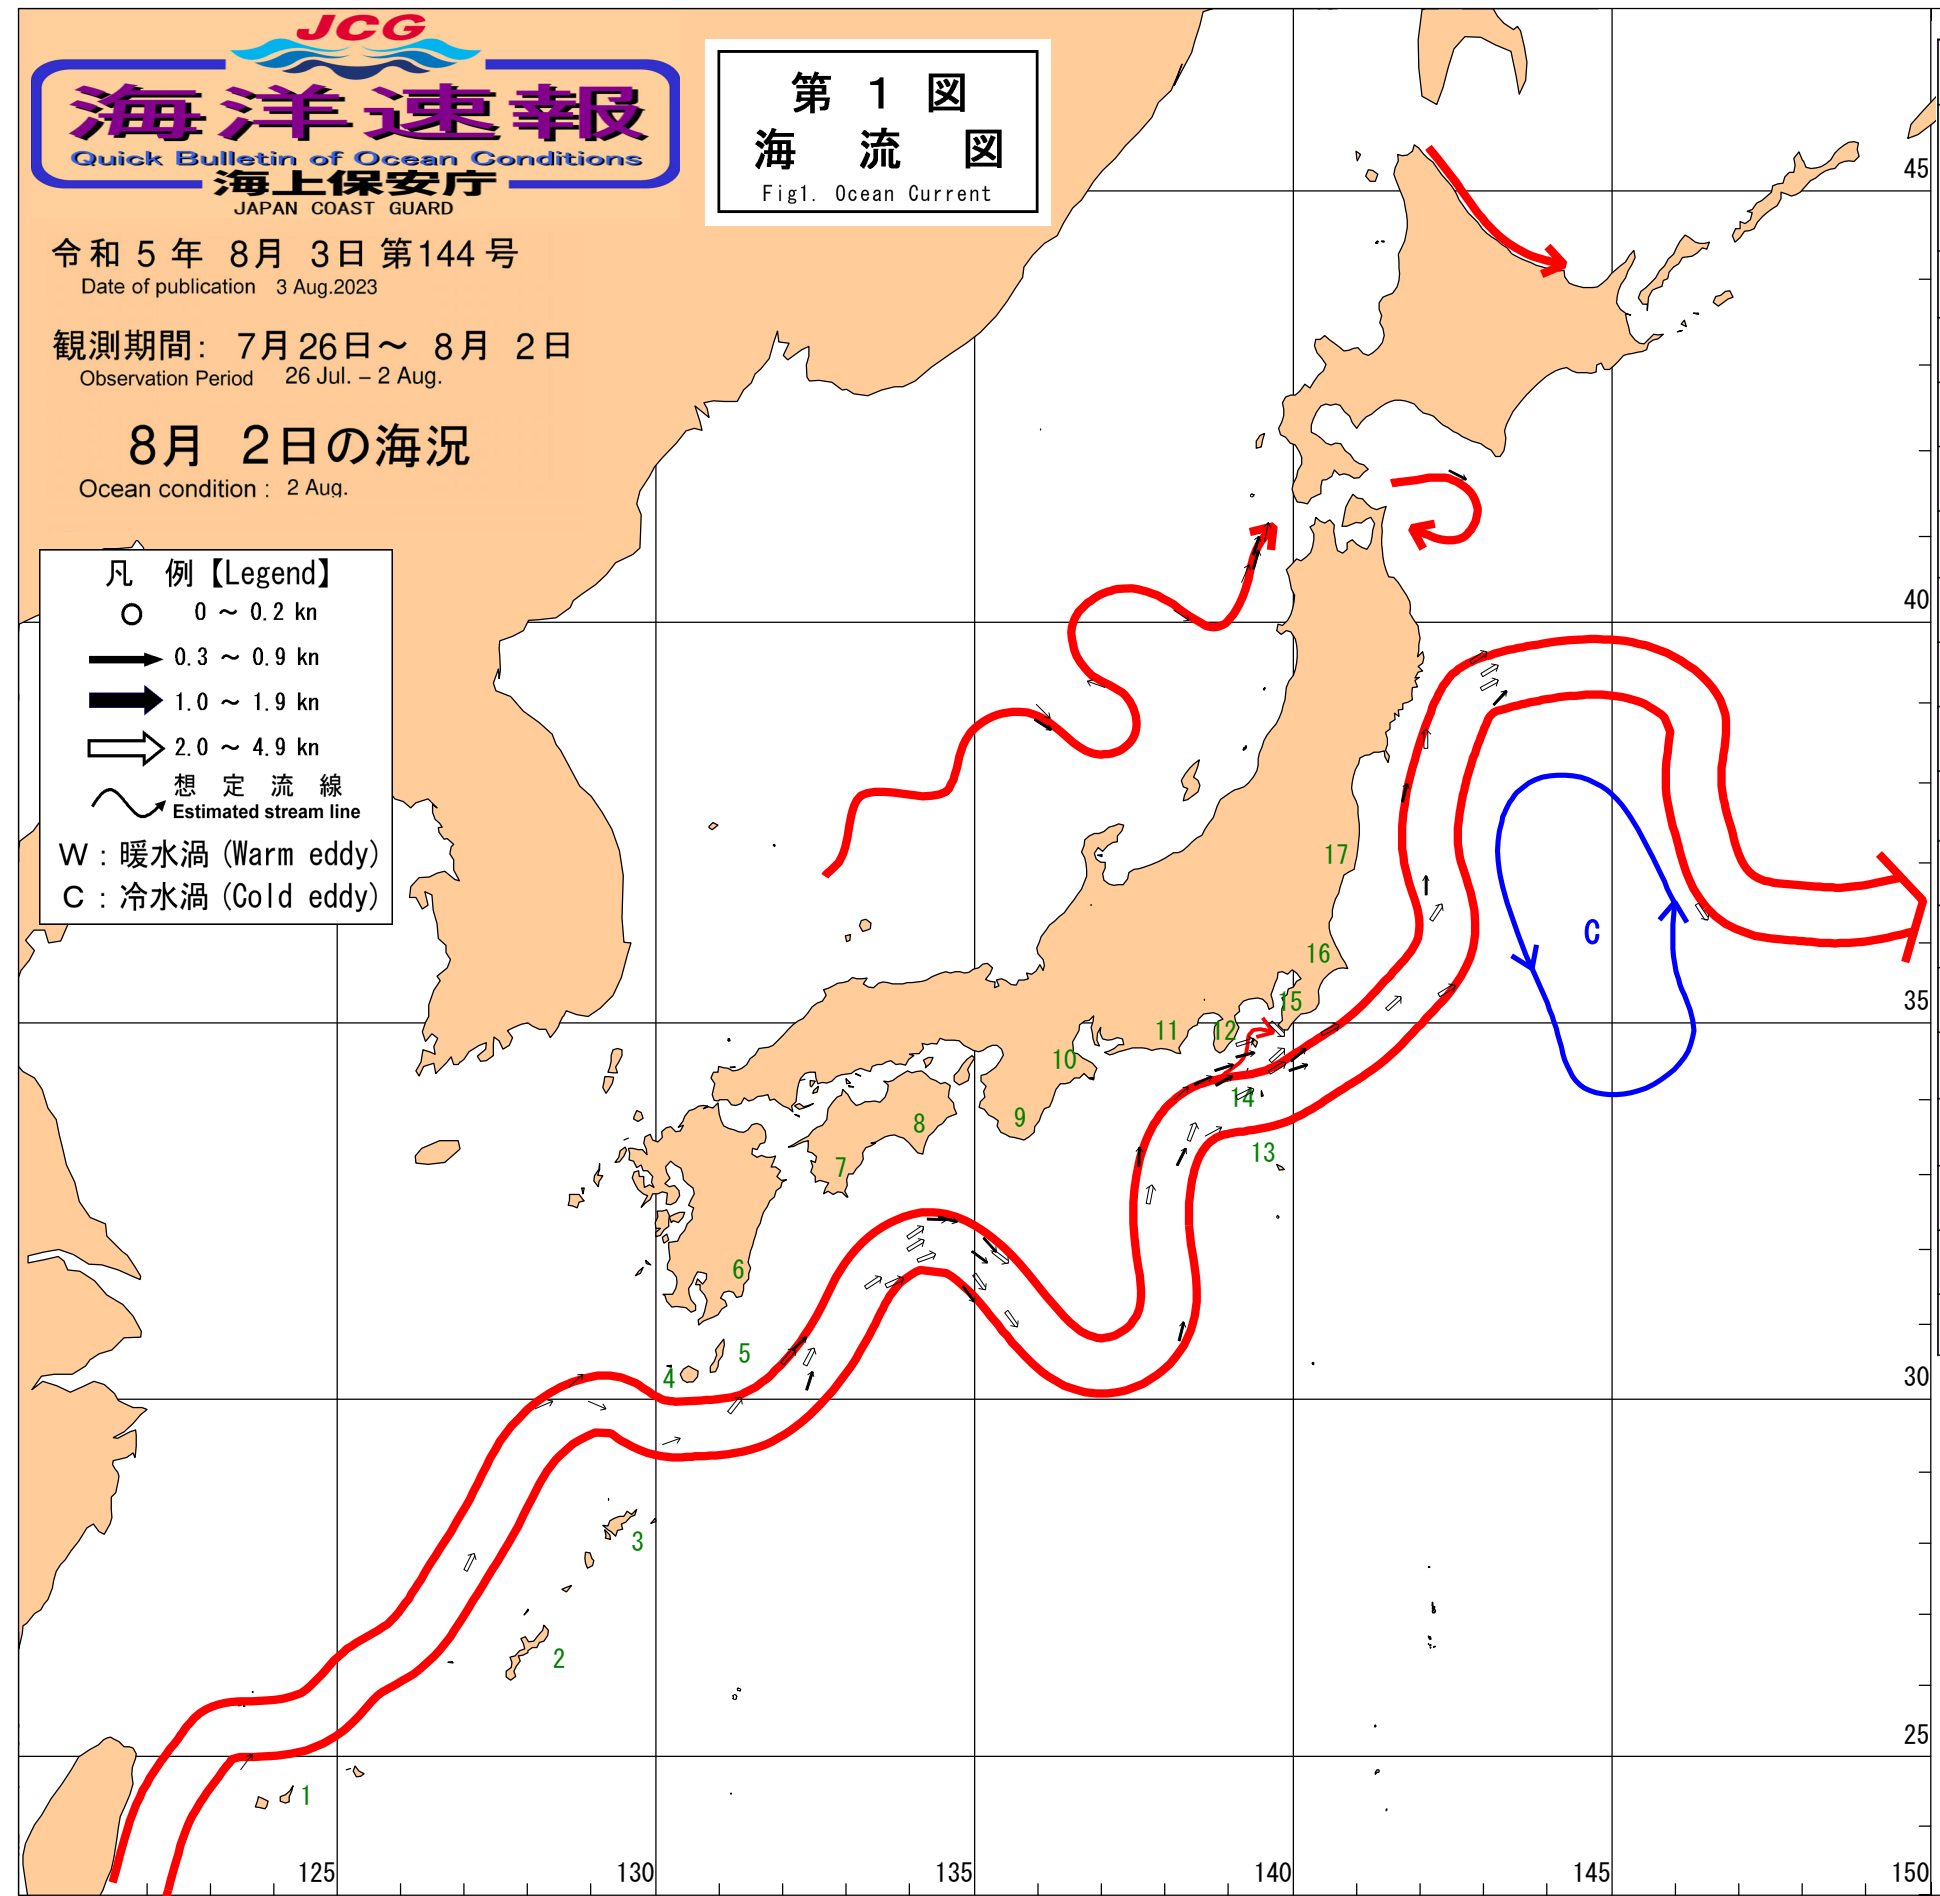 JCG
海洋速報
Quick Bulletin of Ocean Conditions
海上保安庁
JAPAN COAST GUARD
令和 5 年 8月 3日 第144 号
Date of publication 3 Aug.2023
観測期間: 7月26日～ 8月 2日
Observation Period 26 Jul. – 2 Aug.
8月 2日の海況
Ocean condition : 2 Aug.
第 1 図
海 流 図
Fig1. Ocean Current
凡 例【Legend】
0 ～ 0.2 kn
0.3 ～ 0.9 kn
1.0 ～ 1.9 kn
2.0 ～ 4.9 kn
想 定 流 線
Estimated stream line
W : 暖水渦 (Warm eddy)
C : 冷水渦 (Cold eddy)
45
40
35
30
25
125
130
135
140
145
150
C
17
16
15
12
11
10
14
13
9
8
7
6
5
4
3
2
1